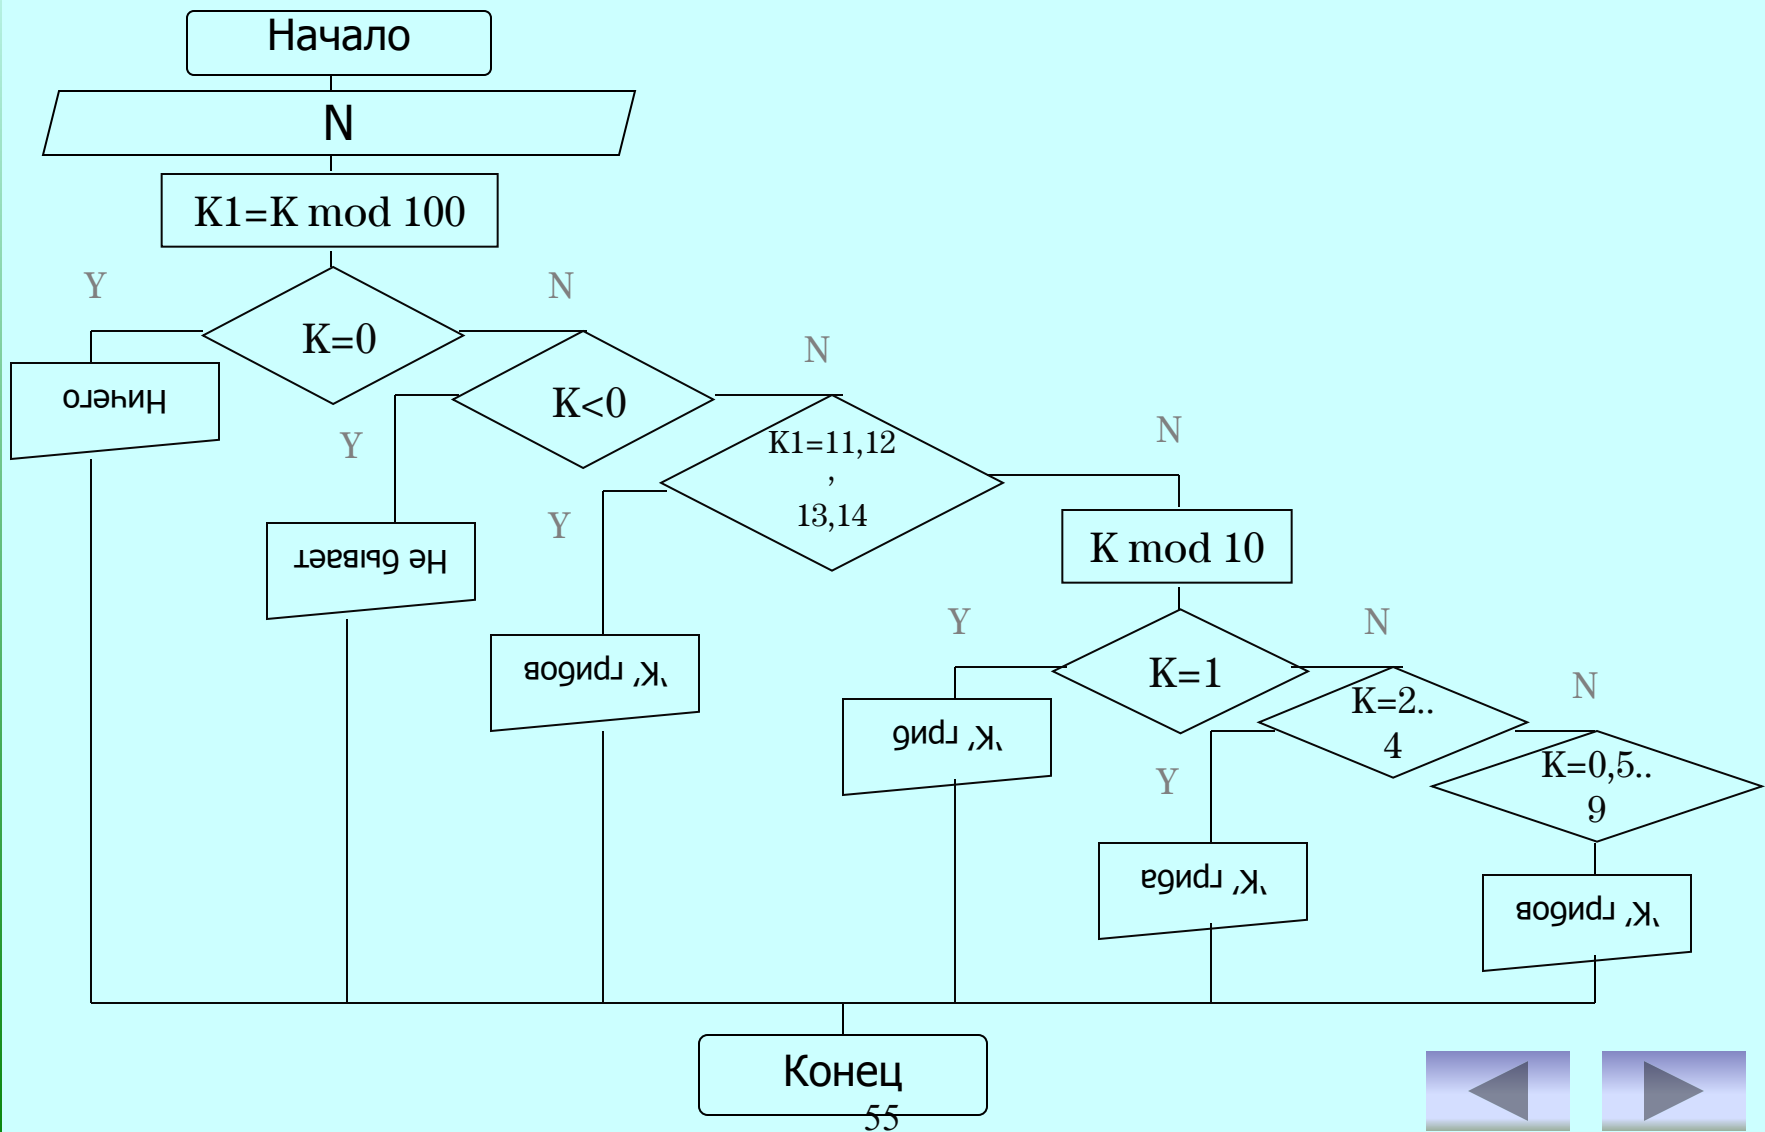 Начало
N
K1=K mod 100
Y
N
K=0
N
Ничего
K<0
Y
K1=11,12
,
13,14
N
Y
Не бывает
K mod 10
'K' грибов
Y
N
K=1
K=2..
4
N
'K' гриб
Y
K=0,5..
9
'K' гриба
'K' грибов
Конец
55